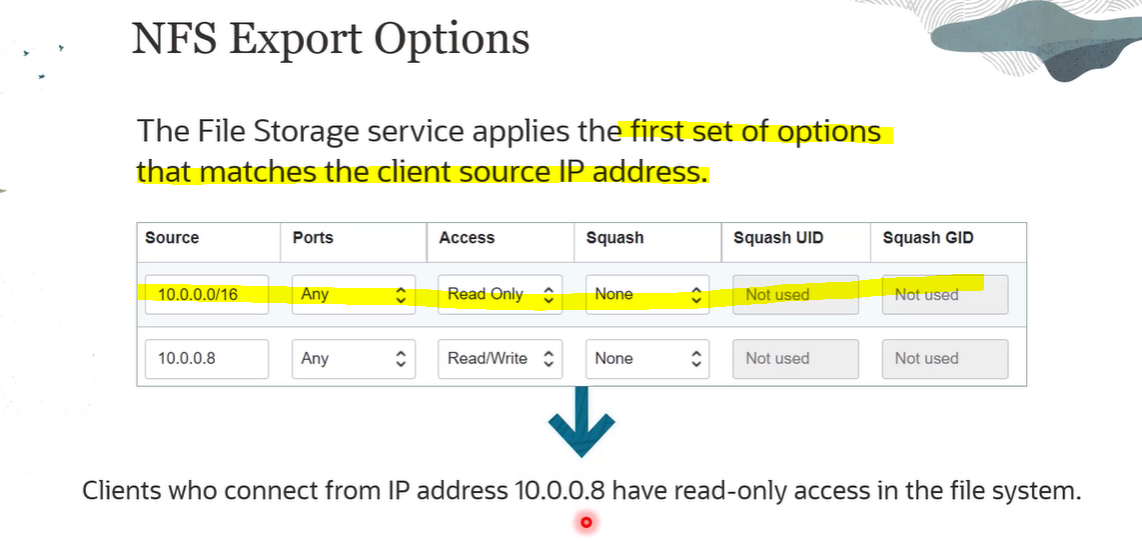 NFS Export Options
The File Storage service applies the first set of options
that matches the client source IP address.
Source Ports Access Squash Squash UID Squash GID
10.0.0.0/16 Any Read Only None Not used Not used
10.0.0.8 Any Read/Write None Not used Not used
Clients who connect from IP address 10.0.0.8 have read-only access in the file system.